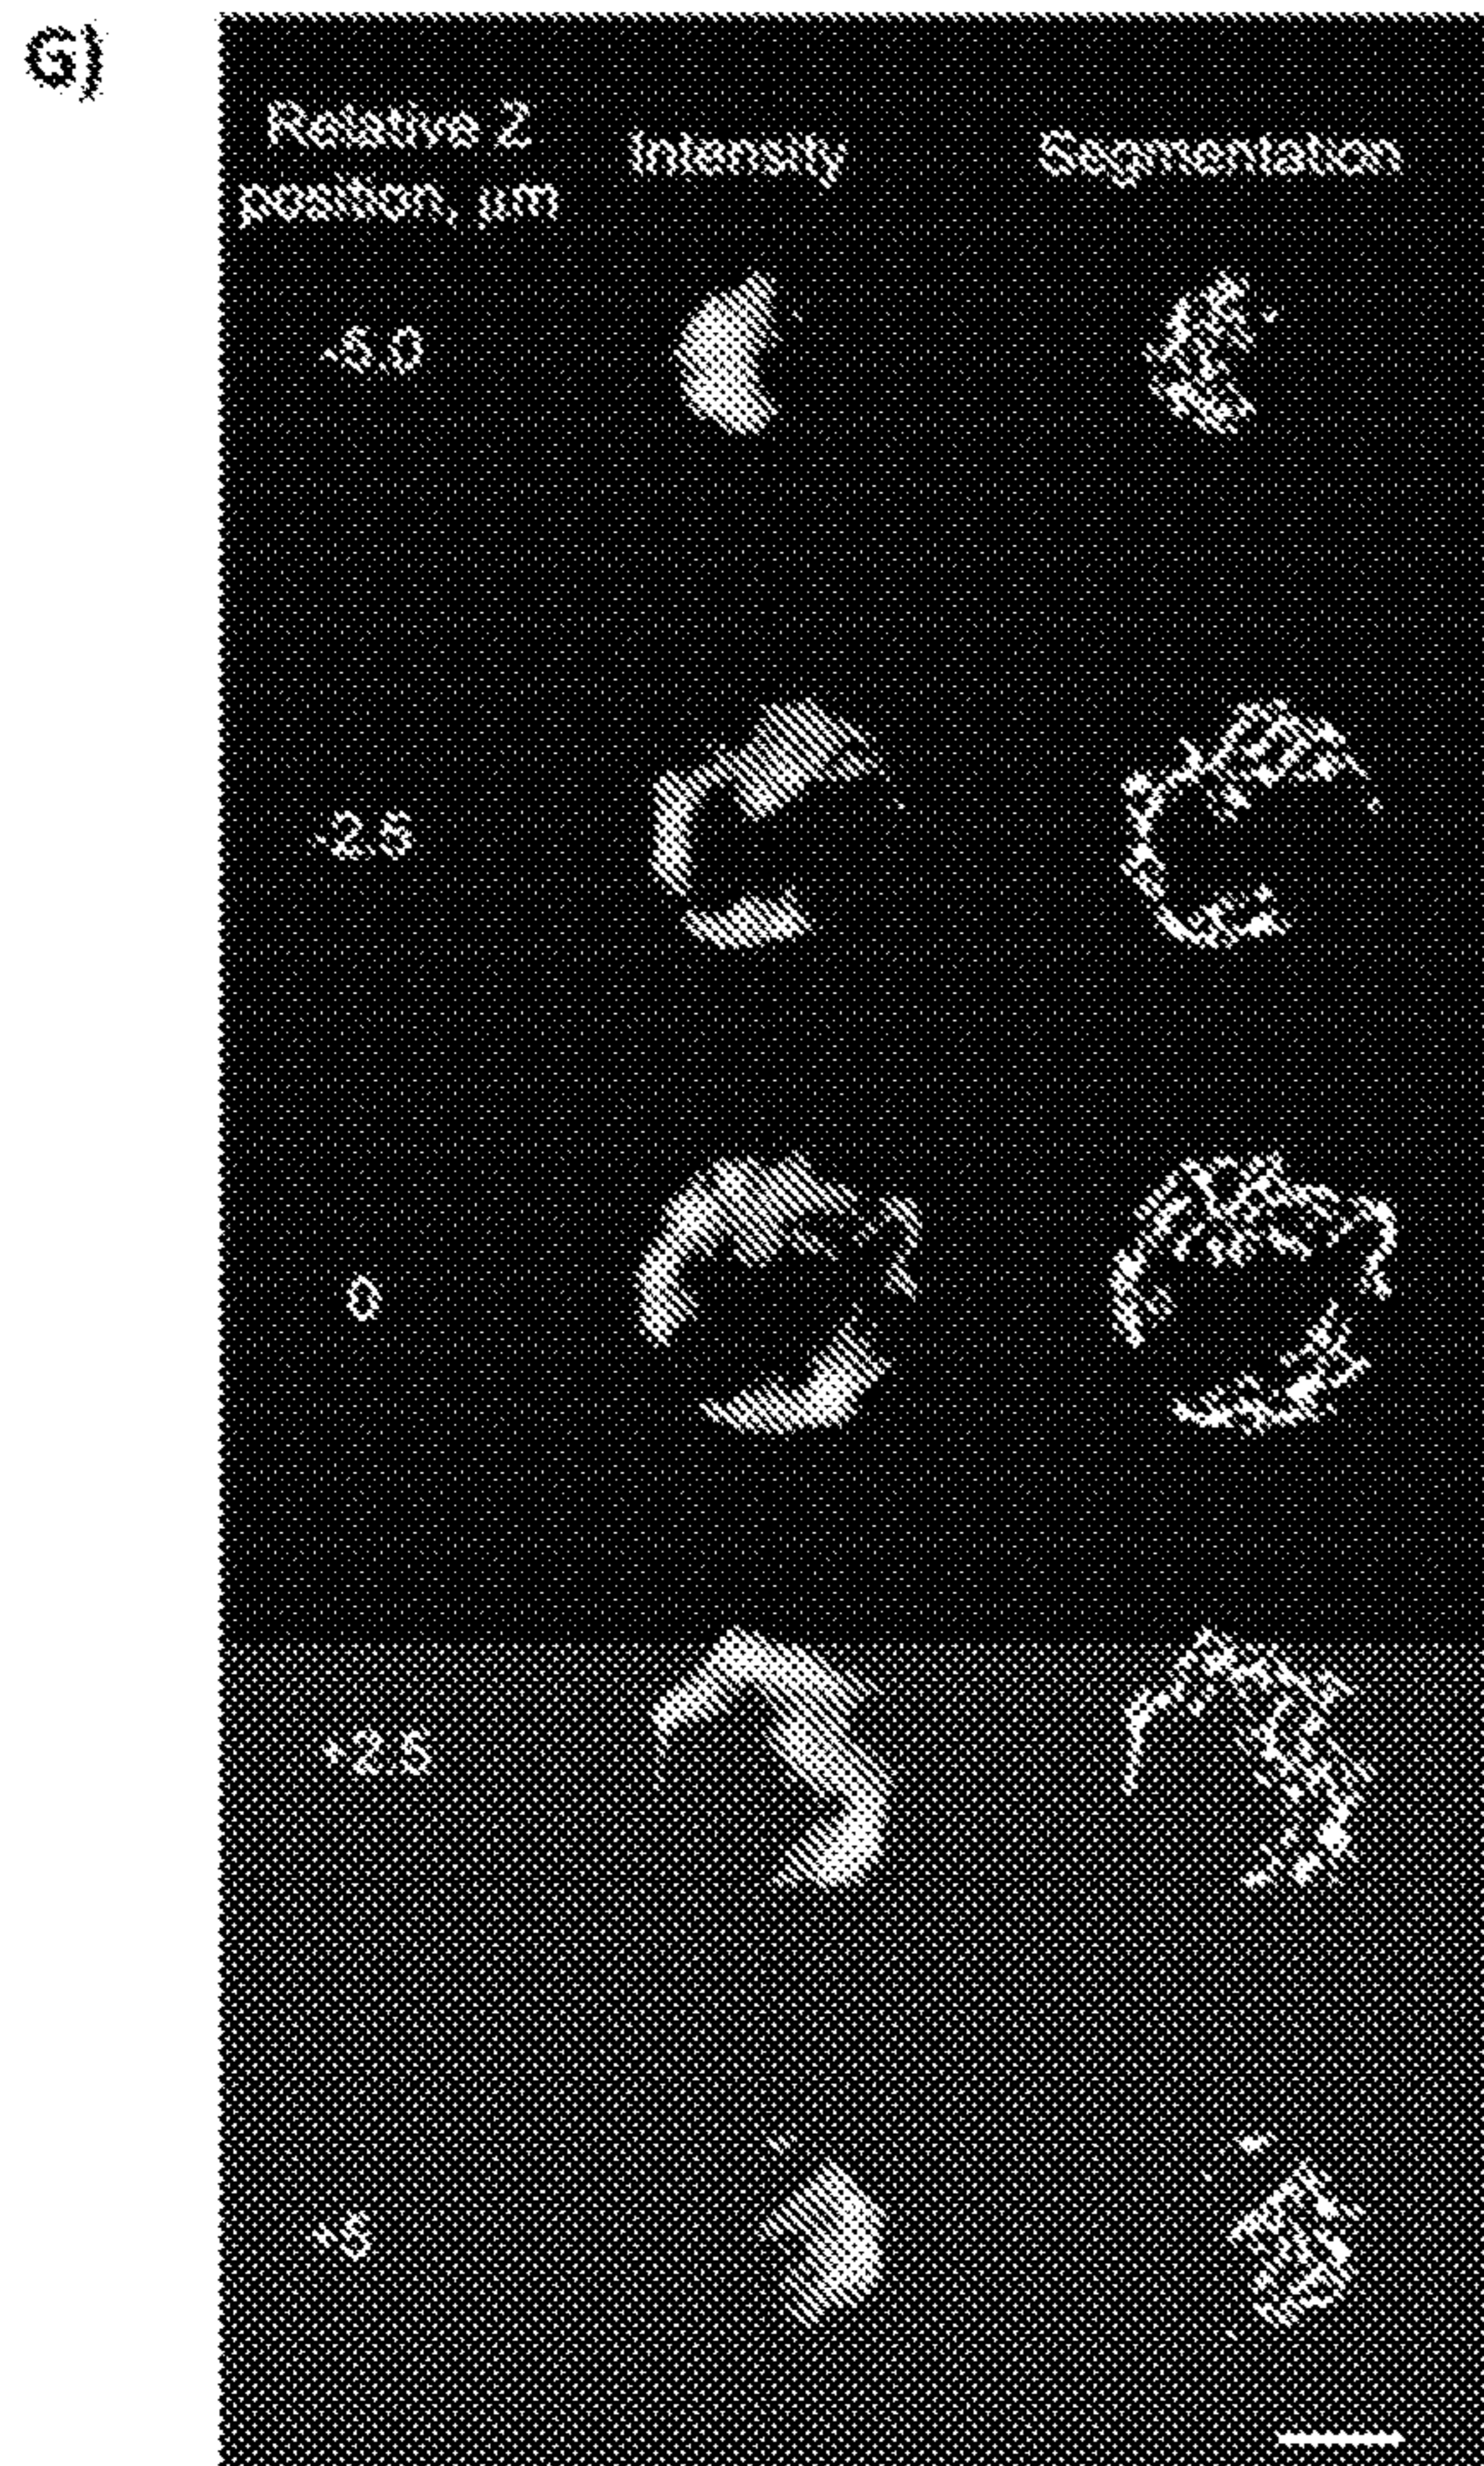 G)
Relative Z
position, µm
Intensity
Segmentation
-5.0
-2.5
0
+2.5
+5